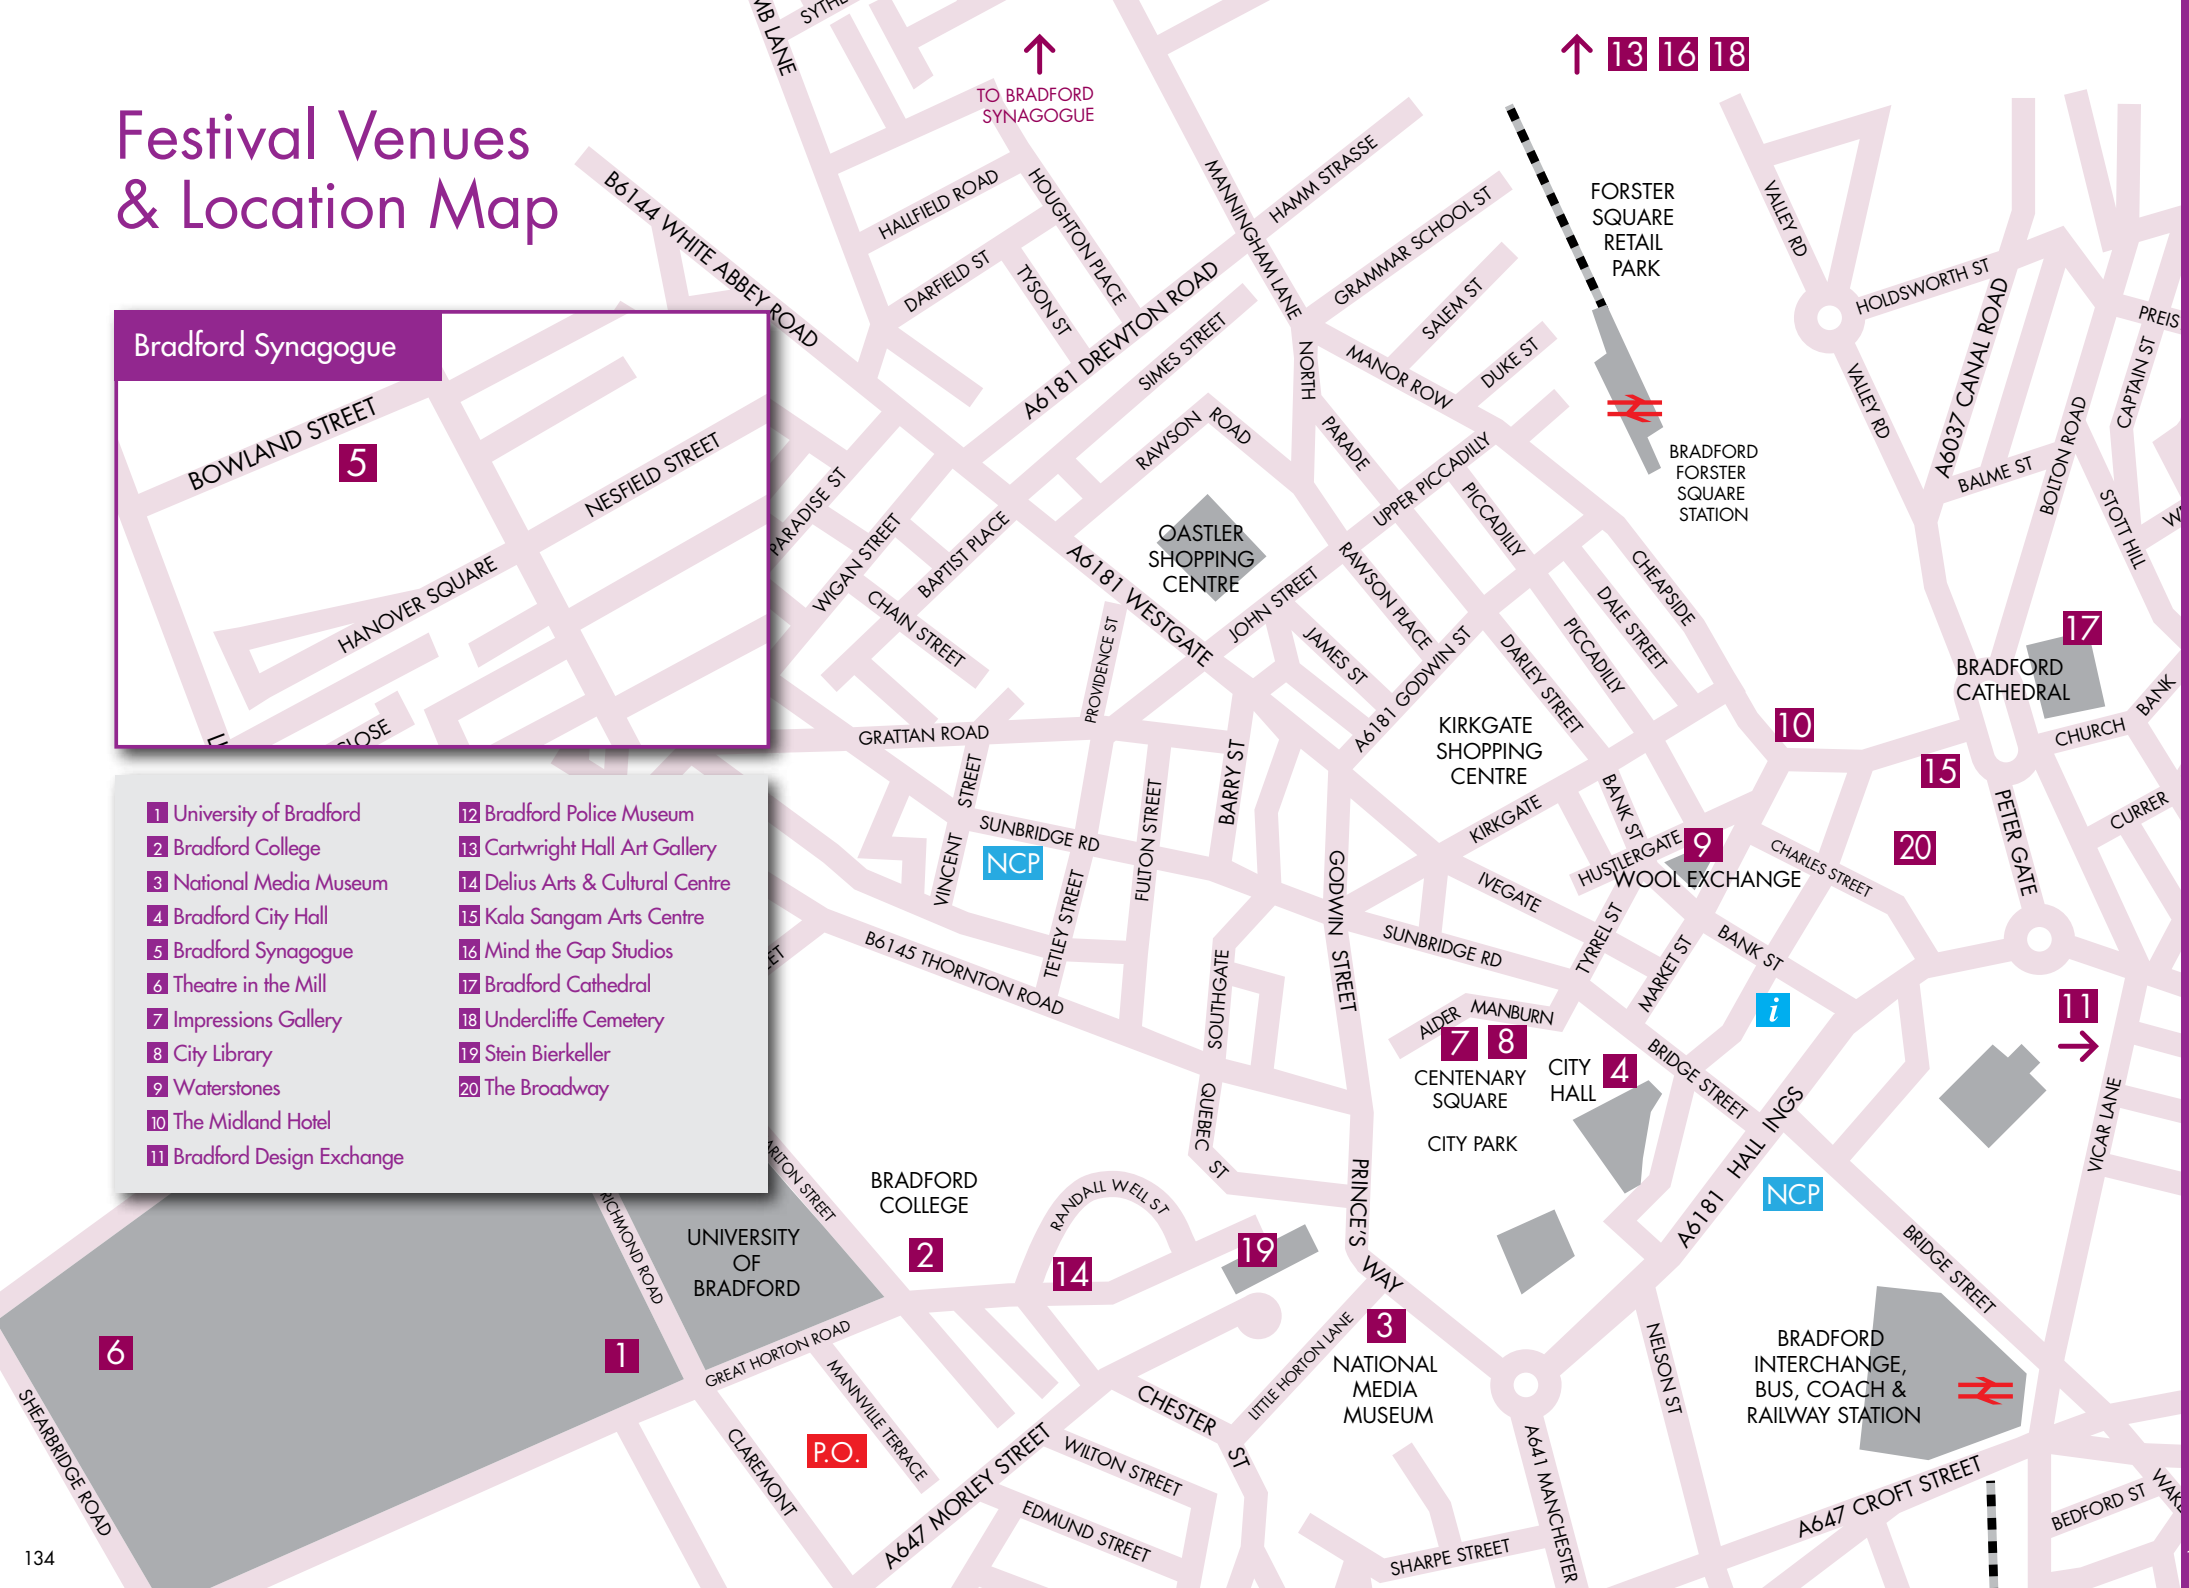 Festival Venues
& Location Map
TO BRADFORD
SYNAGOGUE
13 16 18
Bradford Synagogue
BOWLAND STREET
5
NESFIELD STREET
HANOVER SQUARE
1 University of Bradford
2 Bradford College
3 National Media Museum
4 Bradford City Hall
5 Bradford Synagogue
6 Theatre in the Mill
7 Impressions Gallery
8 City Library
9 Waterstones
10 The Midland Hotel
11 Bradford Design Exchange
12 Bradford Police Museum
13 Cartwright Hall Art Gallery
14 Delius Arts & Cultural Centre
15 Kala Sangam Arts Centre
16 Mind the Gap Studios
17 Bradford Cathedral
18 Undercliffe Cemetery
19 Stein Bierkeller
20 The Broadway
B6144 WHITE ABBEY ROAD
HALLFIELD ROAD
HOUGHTON PLACE
DARFIELD ST
TYSON ST
MANNINGHAM LANE
HAMM STRASSE
GRAMMAR SCHOOL ST
SALEM ST
DUKE ST
A6181 DREWTON ROAD
SIMES STREET
NORTH
PARADE
MANOR ROW
FORSTER
SQUARE
RETAIL
PARK
VALLEY RD
VALLEY RD
HOLDSWORTH ST
A6037 CANAL ROAD
CAPTAIN ST
BALME ST
BOLTON ROAD
STOTT HILL
BRADFORD
FORSTER
SQUARE
STATION
RAWSON
ROAD
UPPER PICCADILLY
PICCADILLY
PARADISE ST
WIGAN STREET
BAPTIST PLACE
CHAIN STREET
OASTLER
SHOPPING
CENTRE
A6181 WESTGATE
JOHN STREET
RAWSON PLACE
JAMES ST
A6181 GODWIN ST
DARLEY STREET
PICCADILLY
DALE STREET
CHEAPSIDE
PROVIDENCE ST
17
BRADFORD
CATHEDRAL
CHURCH
BANK
10
15
20
KIRKGATE
SHOPPING
CENTRE
KIRKGATE
GRATTAN ROAD
VINCENT
STREET
SUNBRIDGE RD
NCP
FULTON STREET
BARRY ST
TETLEY STREET
GODWIN STREET
BANK ST
HUSTLERGATE
9
WOOL EXCHANGE
CHARLES STREET
PETER GATE
CURRER
IVEGATE
SUNBRIDGE RD
TYRREL ST
MARKET ST
BANK ST
i
11
B6145 THORNTON ROAD
SOUTHGATE
ALDER
MANBURN
7 8
CENTENARY
SQUARE
CITY PARK
CITY
HALL
4
BRIDGE STREET
A6181 HALL INGS
VICAR LANE
QUEBEC ST
PRINCE'S
WAY
NCP
BRADFORD
COLLEGE
2
RANDALL WELL ST
14
19
RICHMOND ROAD
UNIVERSITY
OF
BRADFORD
6
1
GREAT HORTON ROAD
MANNVILLE TERRACE
CLAREMONT
P.O.
SHEARBRIDGE ROAD
A647 MORLEY STREET
CHESTER
ST
WILTON STREET
EDMUND STREET
LITTLE HORTON LANE
3
NATIONAL
MEDIA
MUSEUM
NELSON ST
BRIDGE STREET
BRADFORD
INTERCHANGE,
BUS, COACH &
RAILWAY STATION
A641 MANCHESTER
SHARPE STREET
A647 CROFT STREET
BEDFORD ST
134